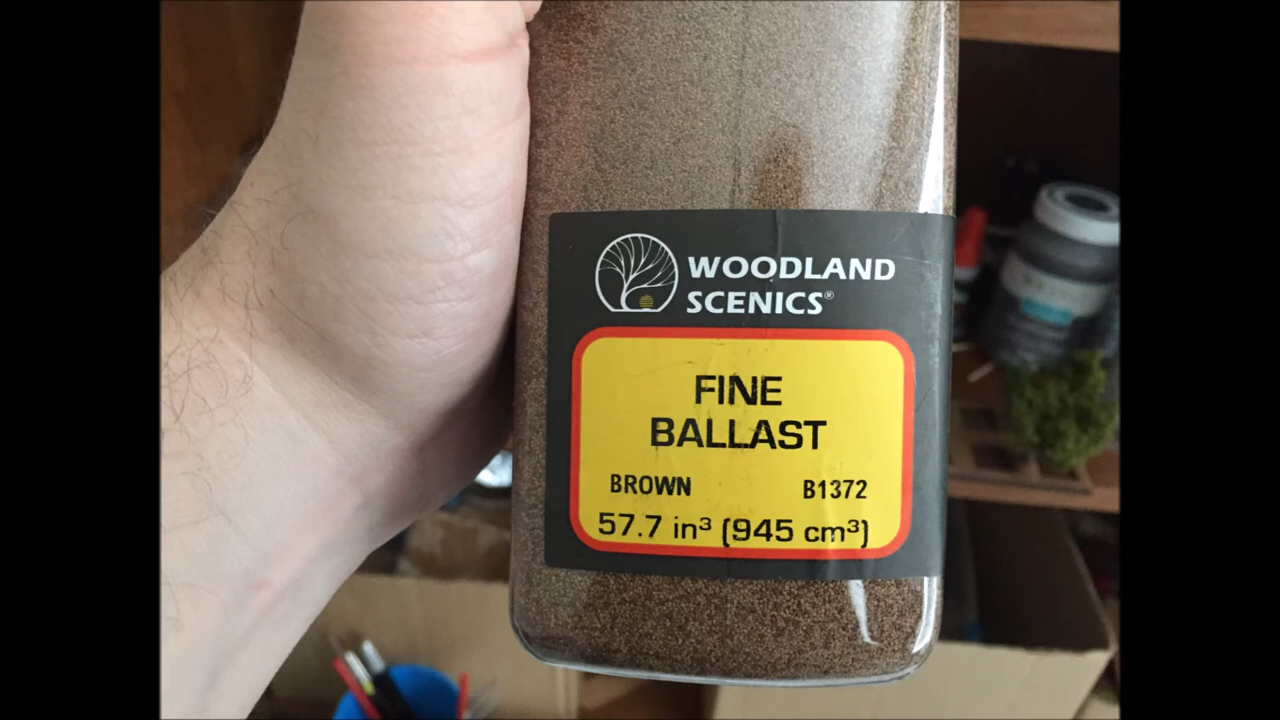 WOODLAND
SCENICS®
FINE
BALLAST
BROWN B1372
57.7 in³ (945 cm³)